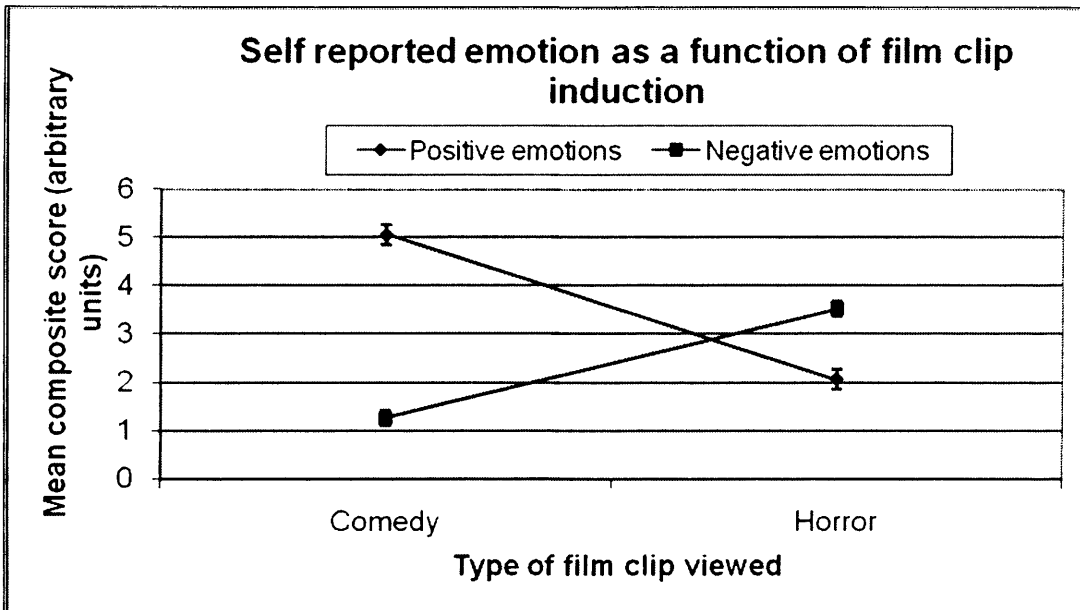 Self reported emotion as a function of film clip
induction
Positive emotions Negative emotions
Mean composite score (arbitrary
units)
6
5
4
3
2
1
0
Comedy Horror
Type of film clip viewed